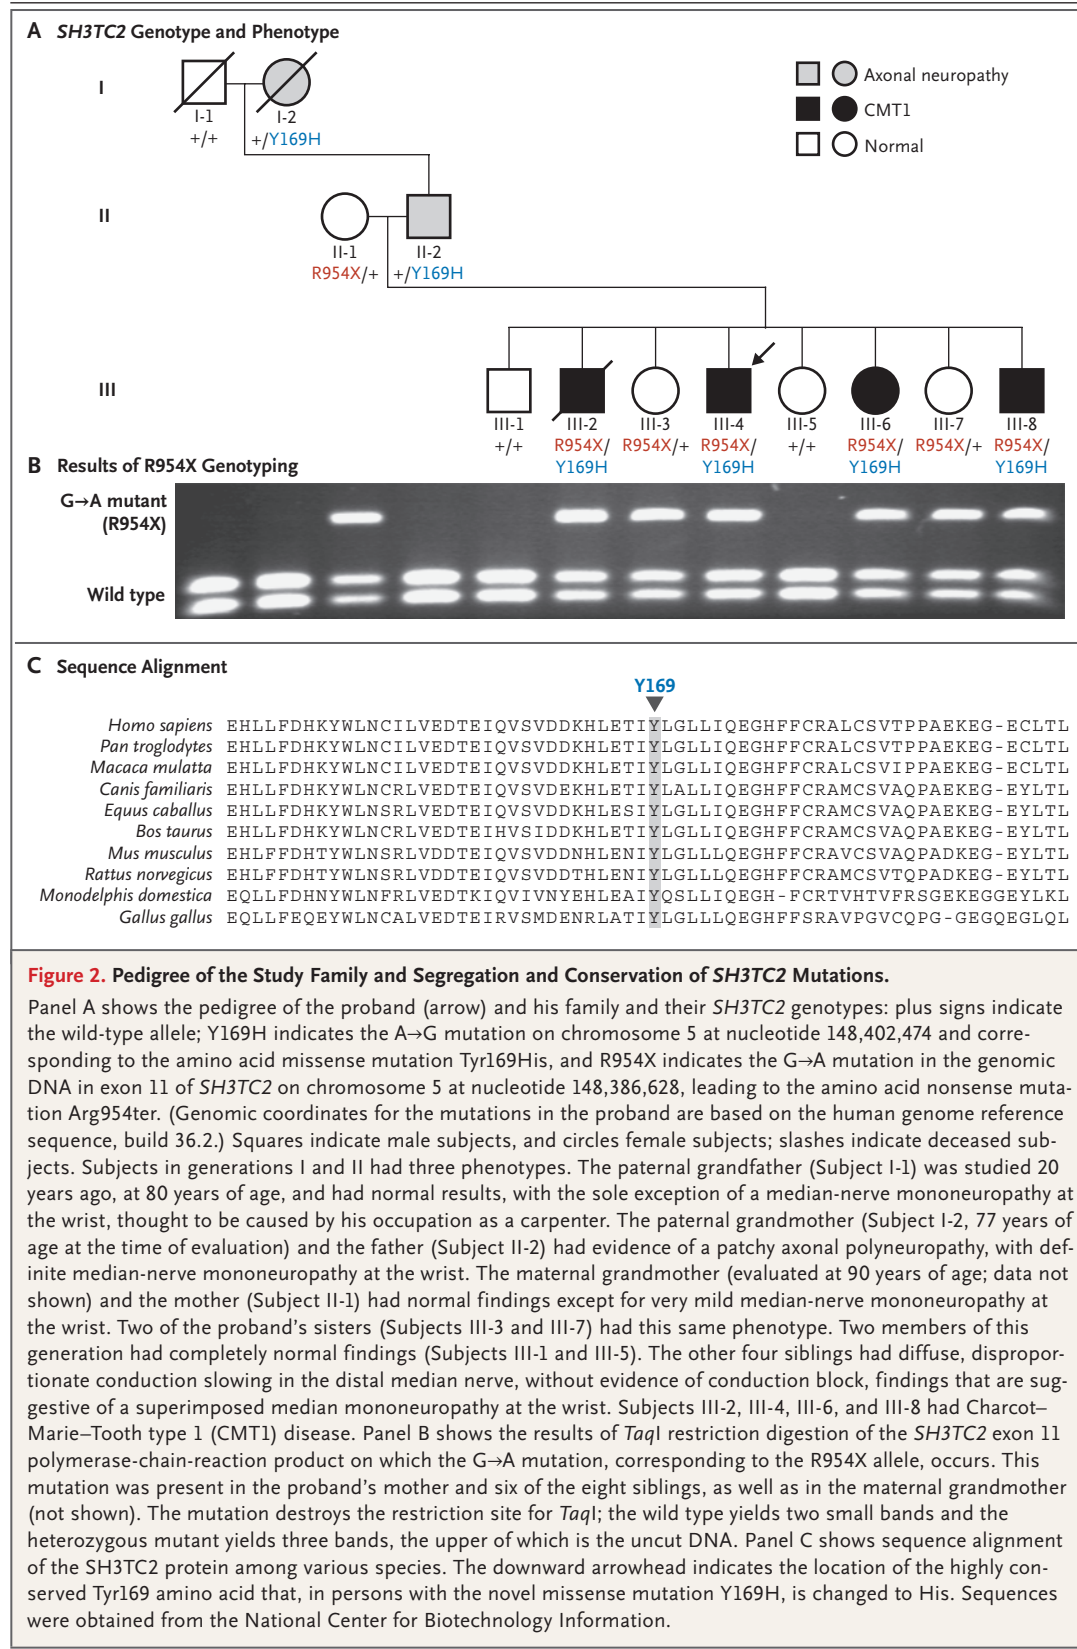 A SH3TC2 Genotype and Phenotype
I
I-1
+/+
I-2
+/Y169H
Axonal neuropathy
CMT1
Normal
II
II-1
R954X/+
II-2
+/Y169H
III
III-1
+/+
III-2
R954X/
Y169H
III-3
R954X/+
III-4
R954X/
Y169H
III-5
+/+
III-6
R954X/
Y169H
III-7
R954X/+
III-8
R954X/
Y169H
B Results of R954X Genotyping
G→A mutant
(R954X)
Wild type
C Sequence Alignment
Y169
Homo sapiens EHLLFDHKYWLNCILVEDTEIQVSVDDKHLETIYLGLLIQEGHFFCRALCSVTPPAEKEG-ECLTL
Pan troglodytes EHLLFDHKYWLNCILVEDTEIQVSVDDKHLETIYLGLLIQEGHFFCRALCSVTPPAEKEG-ECLTL
Macaca mulatta EHLLFDHKYWLNCILVEDTEIQVSVDDKHLETIYLGLLIQEGHFFCRALCSVIPPAEKEG-ECLTL
Canis familiaris EHLLFDHKYWLNCRLVEDTEIQVSVDEKHLETIYLALLIQEGHFFCRAMCSVAQPAEKEG-EYLTL
Equus caballus EHLLFDHKYWLNSRLVEDTEIQVSVDDKHLESIYLGLLIQEGHFFCRAMCSVAQPAEKEG-EYLTL
Bos taurus EHLLFDHKYWLNCRLVEDTEIHVSIDDKHLETIYLGLLIQEGHFFCRAMCSVAQPAEKEG-EYLTL
Mus musculus EHLFFDHTYWLNSRLVDDTEIQVSVDDNHLENIYLGLLLQEGHFFCRAVCSVAQPADKEG-EYLTL
Rattus norvegicus EHLFFDHTYWLNSRLVDDTEIQVSVDDTHLENIYLGSLLQEGHFFCRAMCSVTQPADKEG-EYLTL
Monodelphis domestica EQLLFDHNYWLNFRLVEDTKIQVIVNYEHLEAIYQSLLIQEGH-FCRTVHTVFRSGEKEGGEYLKL
Gallus gallus EQLLFEQEYWLNCALVEDTEIRVSMDENRLATIYLGLLLQEGHFFSRAVPGVCQPG-GEGQEGLQL
Figure 2. Pedigree of the Study Family and Segregation and Conservation of SH3TC2 Mutations.
Panel A shows the pedigree of the proband (arrow) and his family and their SH3TC2 genotypes: plus signs indicate
the wild-type allele; Y169H indicates the A→G mutation on chromosome 5 at nucleotide 148,402,474 and corre-
sponding to the amino acid missense mutation Tyr169His, and R954X indicates the G→A mutation in the genomic
DNA in exon 11 of SH3TC2 on chromosome 5 at nucleotide 148,386,628, leading to the amino acid nonsense muta-
tion Arg954ter. (Genomic coordinates for the mutations in the proband are based on the human genome reference
sequence, build 36.2.) Squares indicate male subjects, and circles female subjects; slashes indicate deceased sub-
jects. Subjects in generations I and II had three phenotypes. The paternal grandfather (Subject I-1) was studied 20
years ago, at 80 years of age, and had normal results, with the sole exception of a median-nerve mononeuropathy at
the wrist, thought to be caused by his occupation as a carpenter. The paternal grandmother (Subject I-2, 77 years of
age at the time of evaluation) and the father (Subject II-2) had evidence of a patchy axonal polyneuropathy, with def-
inite median-nerve mononeuropathy at the wrist. The maternal grandmother (evaluated at 90 years of age; data not
shown) and the mother (Subject II-1) had normal findings except for very mild median-nerve mononeuropathy at
the wrist. Two of the proband's sisters (Subjects III-3 and III-7) had this same phenotype. Two members of this
generation had completely normal findings (Subjects III-1 and III-5). The other four siblings had diffuse, dispropor-
tionate conduction slowing in the distal median nerve, without evidence of conduction block, findings that are sug-
gestive of a superimposed median mononeuropathy at the wrist. Subjects III-2, III-4, III-6, and III-8 had Charcot–
Marie–Tooth type 1 (CMT1) disease. Panel B shows the results of TaqI restriction digestion of the SH3TC2 exon 11
polymerase-chain-reaction product on which the G→A mutation, corresponding to the R954X allele, occurs. This
mutation was present in the proband's mother and six of the eight siblings, as well as in the maternal grandmother
(not shown). The mutation destroys the restriction site for TaqI; the wild type yields two small bands and the
heterozygous mutant yields three bands, the upper of which is the uncut DNA. Panel C shows sequence alignment
of the SH3TC2 protein among various species. The downward arrowhead indicates the location of the highly con-
served Tyr169 amino acid that, in persons with the novel missense mutation Y169H, is changed to His. Sequences
were obtained from the National Center for Biotechnology Information.